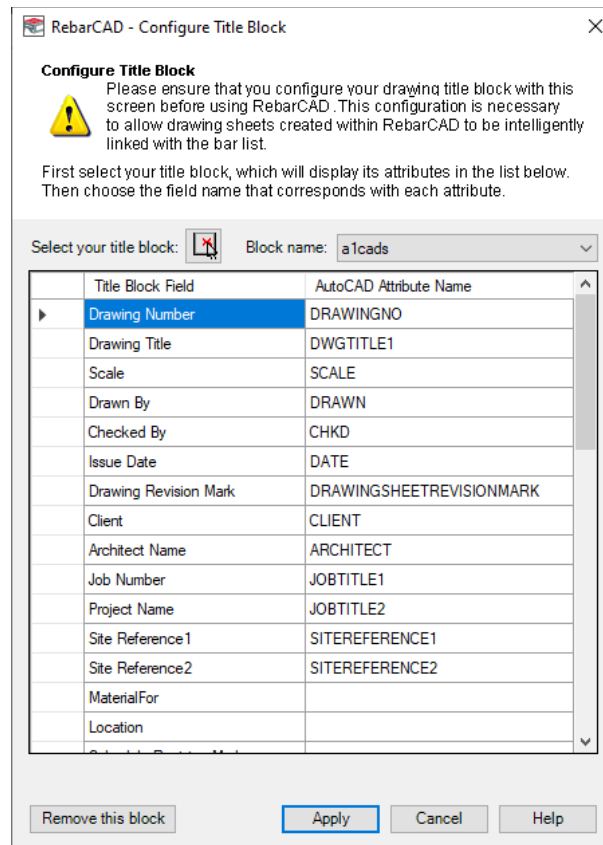 RebarCAD - Configure Title Block
Configure Title Block
Please ensure that you configure your drawing title block with this
screen before using RebarCAD .This configuration is necessary
to allow drawing sheets created within RebarCAD to be intelligently
linked with the bar list.
First select your title block, which will display its attributes in the list below.
Then choose the field name that corresponds with each attribute.
Select your title block: Block name: a1cads
Title Block Field AutoCAD Attribute Name
Drawing Number DRAWINGNO
Drawing Title DWGTITLE1
Scale SCALE
Drawn By DRAWN
Checked By CHKD
Issue Date DATE
Drawing Revision Mark DRAWINGSHEETREVISIONMARK
Client CLIENT
Architect Name ARCHITECT
Job Number JOBTITLE1
Project Name JOBTITLE2
Site Reference1 SITEREFERENCE1
Site Reference2 SITEREFERENCE2
MaterialFor
Location
Remove this block Apply Cancel Help